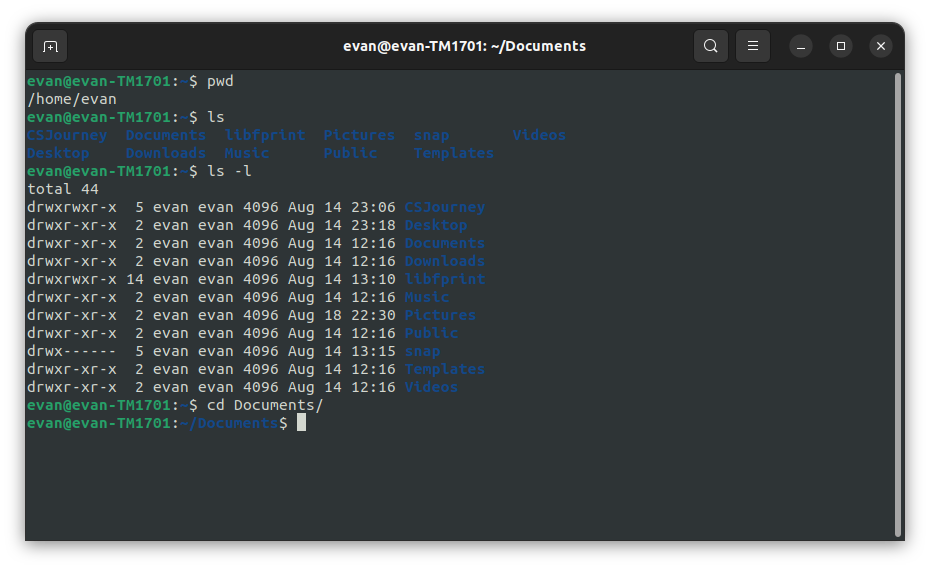 evan@evan-TM1701: ~/Documents
evan@evan-TM1701:~$ pwd
/home/evan
evan@evan-TM1701:~$ ls
CSJourney  Documents  libfprint  Pictures  snap       Videos
Desktop    Downloads  Music      Public    Templates
evan@evan-TM1701:~$ ls -l
total 44
drwxrwxr-x  5 evan evan 4096 Aug 14 23:06 CSJourney
drwxr-xr-x  2 evan evan 4096 Aug 14 23:18 Desktop
drwxr-xr-x  2 evan evan 4096 Aug 14 12:16 Documents
drwxr-xr-x  2 evan evan 4096 Aug 14 12:16 Downloads
drwxrwxr-x 14 evan evan 4096 Aug 14 13:10 libfprint
drwxr-xr-x  2 evan evan 4096 Aug 14 12:16 Music
drwxr-xr-x  2 evan evan 4096 Aug 18 22:30 Pictures
drwxr-xr-x  2 evan evan 4096 Aug 14 12:16 Public
drwx------  5 evan evan 4096 Aug 14 13:15 snap
drwxr-xr-x  2 evan evan 4096 Aug 14 12:16 Templates
drwxr-xr-x  2 evan evan 4096 Aug 14 12:16 Videos
evan@evan-TM1701:~$ cd Documents/
evan@evan-TM1701:~/Documents$